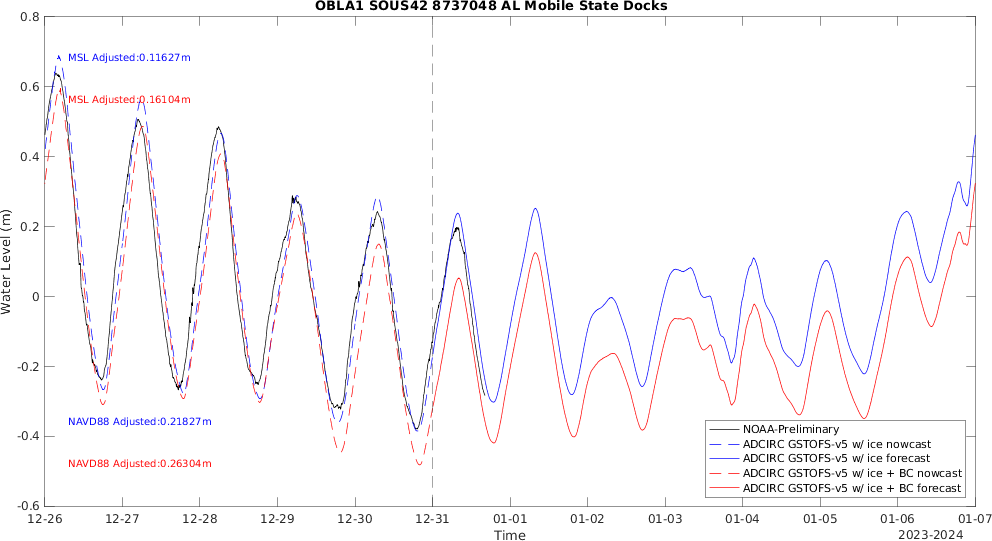 OBLA1 SOUS42 8737048 AL Mobile State Docks
0.8
0.6
0.4
0.2
0
-0.2
-0.4
-0.6
Water Level (m)
MSL Adjusted:0.11627m
MSL Adjusted:0.16104m
NAVD88 Adjusted:0.21827m
NAVD88 Adjusted:0.26304m
NOAA-Preliminary
ADCIRC GSTOFS-v5 w/ ice nowcast
ADCIRC GSTOFS-v5 w/ ice forecast
ADCIRC GSTOFS-v5 w/ ice + BC nowcast
ADCIRC GSTOFS-v5 w/ ice + BC forecast
12-26 12-27 12-28 12-29 12-30 12-31 01-01 01-02 01-03 01-04 01-05 01-06 01-07
Time
2023-2024